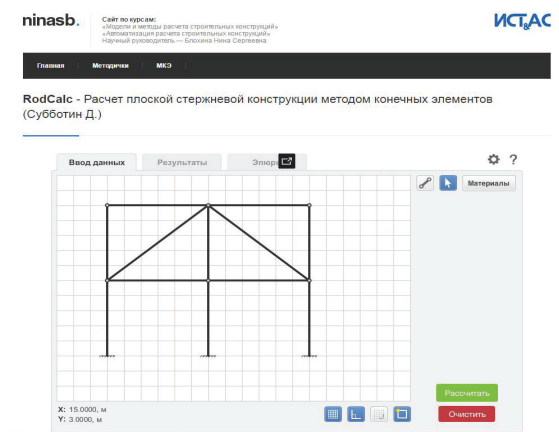 ninasb.
Сайт по курсам:
«Модели и методы расчета строительных конструкций»
«Автоматизация расчета строительных конструкций»
Научный руководитель — Блохина Нина Сергеевна
ИСТ&АС
Главная Методички МКЭ
RodCalc - Расчет плоской стержневой конструкции методом конечных элементов
(Субботин Д.)
Ввод данных Результаты
?
Материалы
Рассчитать
X: 15.0000, м
Y: 3.0000, м
Очистить